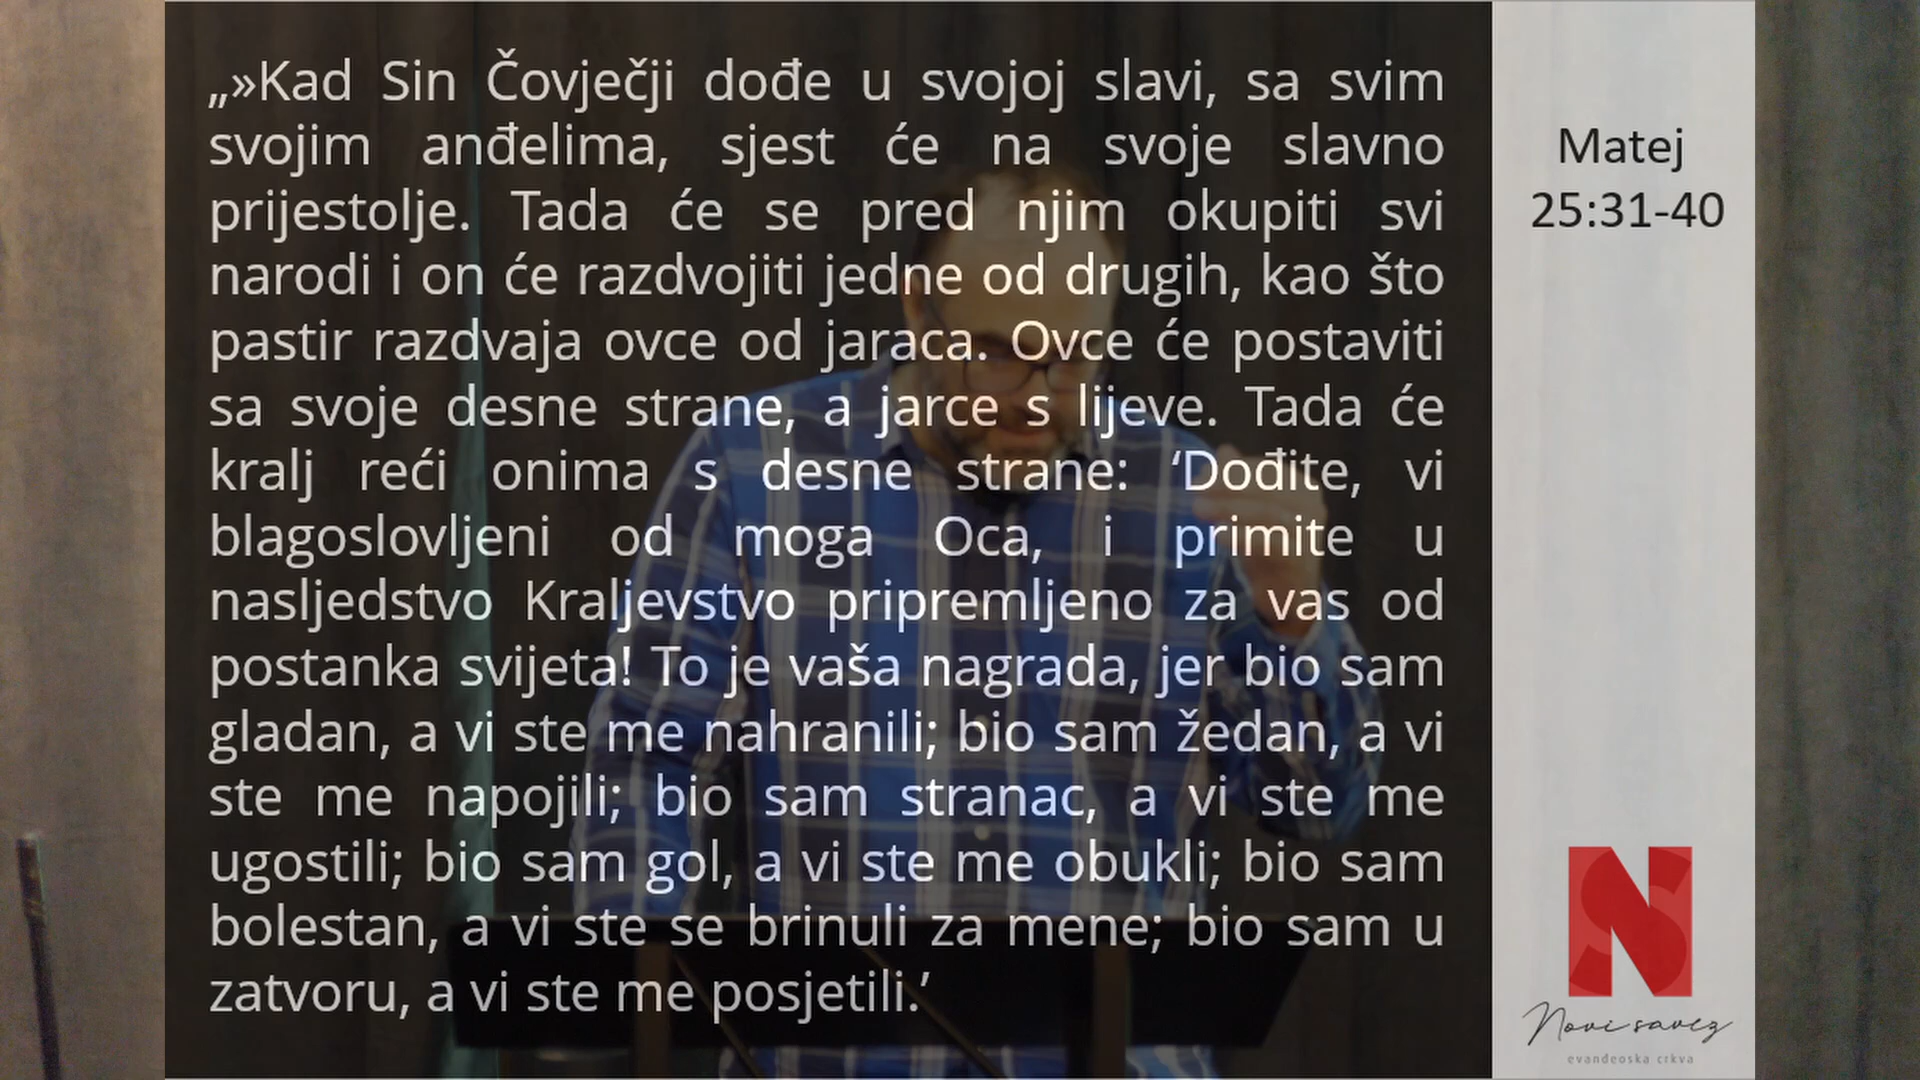 „»Kad Sin Čovječji dođe u svojoj slavi, sa svim
svojim anđelima, sjest će na svoje slavno
prijestolje. Tada će se pred njim okupiti svi
narodi i on će razdvojiti jedne od drugih, kao što
pastir razdvaja ovce od jaraca. Ovce će postaviti
sa svoje desne strane, a jarce s lijeve. Tada će
kralj reći onima s desne strane: ‘Dođite, vi
blagoslovljeni od moga Oca, i primite u
nasljedstvo Kraljevstvo pripremljeno za vas od
postanka svijeta! To je vaša nagrada, jer bio sam
gladan, a vi ste me nahranili; bio sam žedan, a vi
ste me napojili; bio sam stranac, a vi ste me
ugostili; bio sam gol, a vi ste me obukli; bio sam
bolestan, a vi ste se brinuli za mene; bio sam u
zatvoru, a vi ste me posjetili.’
Matej
25:31-40
NS
Novi savez
evanđeoska crkva